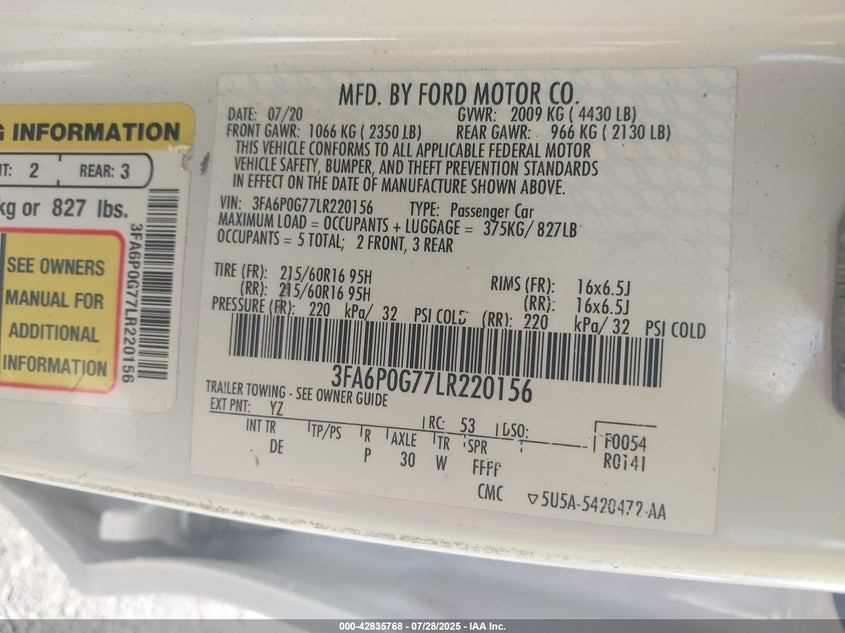 G INFORMATION
NT: 2 REAR: 3
kg or 827 lbs.
SEE OWNERS
MANUAL FOR
ADDITIONAL
INFORMATION
3FA6P0G77LR220156
MFD. BY FORD MOTOR CO.
DATE: 07/20 GVWR: 2009 KG ( 4430 LB)
FRONT GAWR: 1066 KG ( 2350 LB) REAR GAWR: 966 KG ( 2130 LB)
THIS VEHICLE CONFORMS TO ALL APPLICABLE FEDERAL MOTOR
VEHICLE SAFETY, BUMPER, AND THEFT PREVENTION STANDARDS
IN EFFECT ON THE DATE OF MANUFACTURE SHOWN ABOVE.
VIN: 3FA6P0G77LR220156 TYPE: Passenger Car
MAXIMUM LOAD = OCCUPANTS + LUGGAGE = 375KG/ 827LB
OCCUPANTS = 5 TOTAL; 2 FRONT, 3 REAR
TIRE (FR): 215/60R16 95H RIMS (FR): 16x6.5J
(RR): 215/60R16 95H (RR): 16x6.5J
PRESSURE (FR): 220 kPa/ 32 PSI COLD (RR): 220 kPa/ 32 PSI COLD
3FA6P0G77LR220156
TRAILER TOWING - SEE OWNER GUIDE
EXT PNT: YZ RC: 53 DSO: F0054
INT TR TP/PS R AXLE TR SPR R0141
DE P 30 W FFFF
CMC 5U5A-5420472-AA
000-42835768 - 07/28/2025 - IAA Inc.